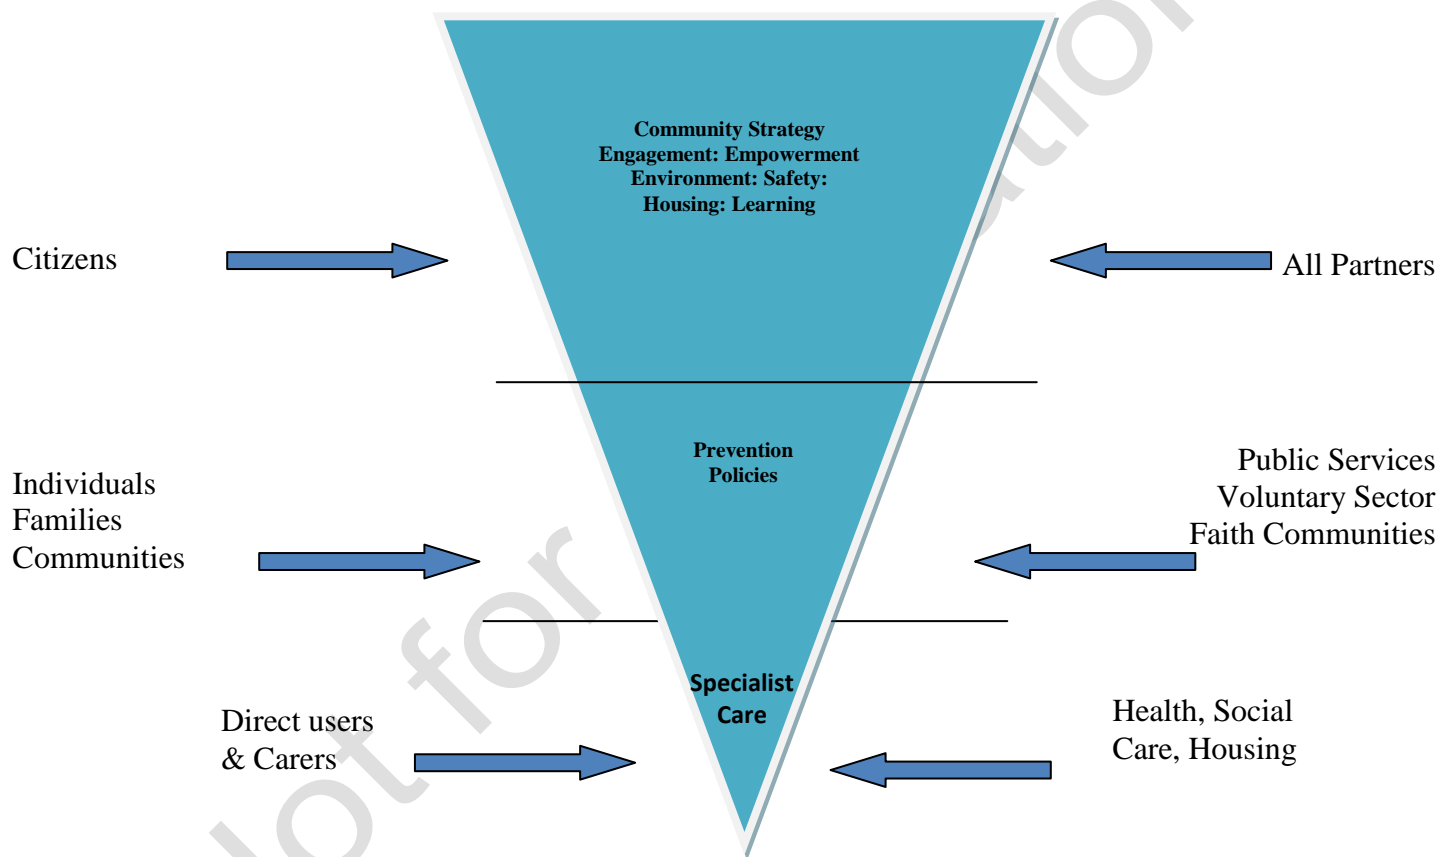 Community Strategy
Engagement: Empowerment
Environment: Safety:
Housing: Learning
Citizens
All Partners
Prevention
Policies
Individuals
Families
Communities
Public Services
Voluntary Sector
Faith Communities
Specialist
Care
Direct users
& Carers
Health, Social
Care, Housing